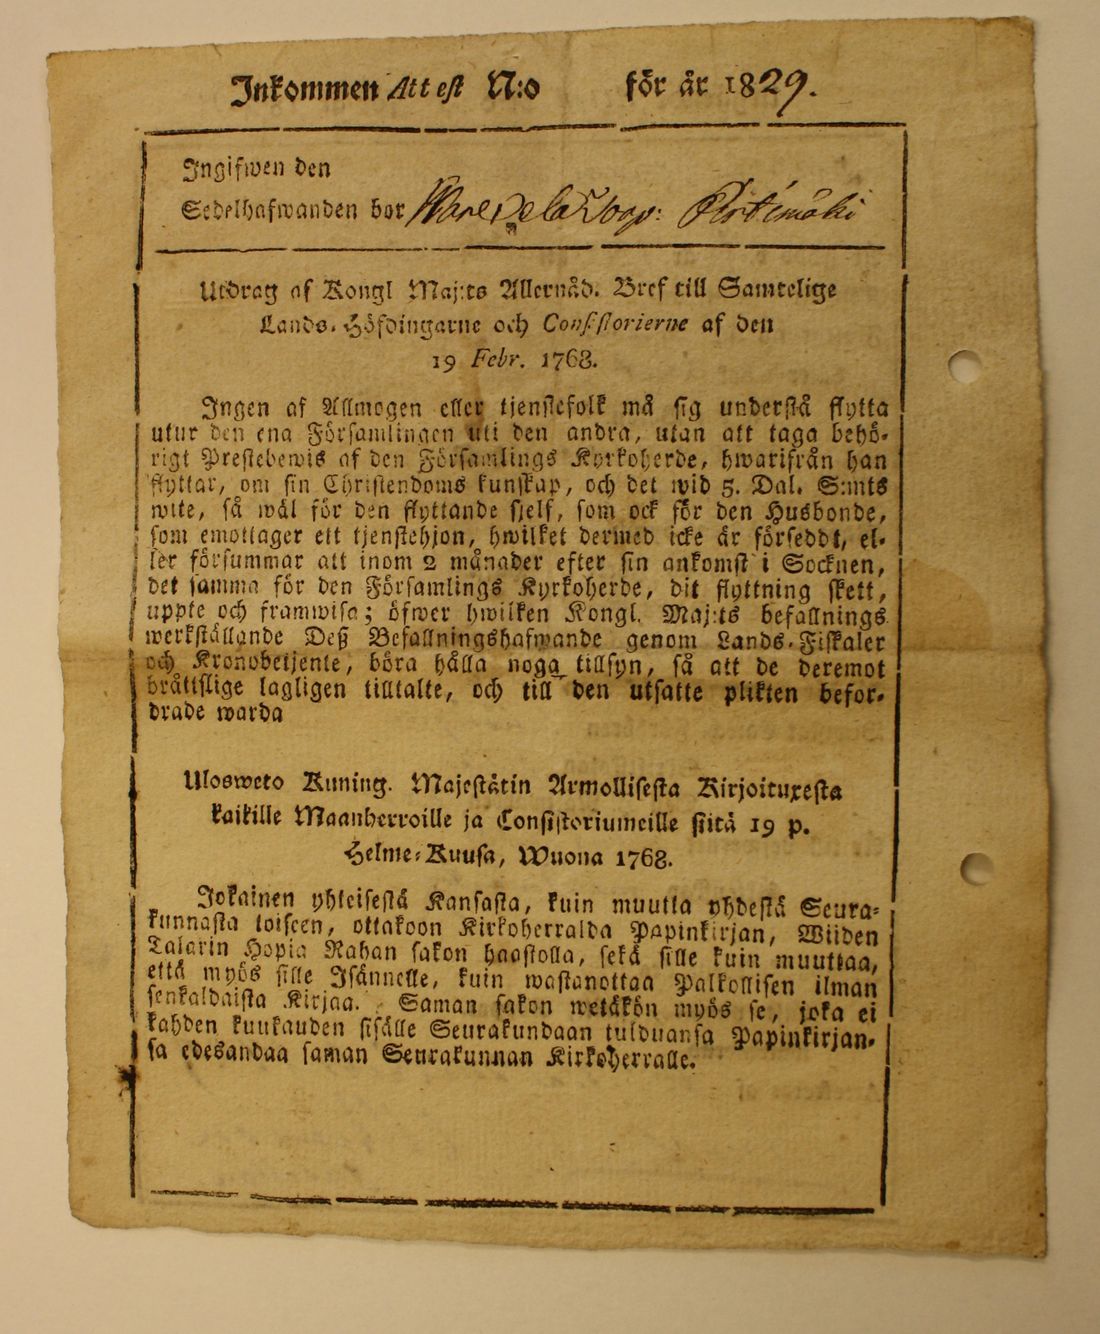 Inkommen Attest N:o för år 1829.
Ingifwen den
Sedelhafwanden bor
Utdrag af Kongl Maj:ts Allernåd. Bref till Samtelige
Lands-Höfdingarne och Consistorierne af den
19 Febr. 1768.
Ingen af Allmogen eller tjenstefolk må sig understå flytta
utur den ena Församlingen uti den andra, utan att taga behö-
rigt Prestebewis af den Församlings Kyrkoherde, hwarifrån han
flyttar, om sin Christendoms kunskap, och det wid 5. Dal. S:mts
wite, så wäl för den flyttande sjelf, som ock för den Husbonde,
som emottager ett tjenstehjon, hwilket dermed icke är försedt, el-
ler försummar att inom 2 månader efter sin ankomst i Socknen,
det samma för den Församlings Kyrkoherde, dit flyttning skett,
uppte och framwisa; öfwer hwilken Kongl. Maj:ts befallnings
werkställande Deß Befallningshafwande genom Lands-Fiskaler
och Kronobetjente, böra hålla noga tillsyn, så att de deremot
bråttslige lagligen tilltalte, och till den utsatte plikten befor-
drade warda
Ulosweto Kuning. Majestätin Armollisesta Kirjoituxesta
kaikille Maanherroille ja Consistoriumeille siitä 19 p.
Helme-Kuusa, Wuona 1768.
Jokainen yhteisestä Kansasta, kuin muutta yhdestä Seura-
kunnasta toiseen, ottakoon Kirkoherralda Papinkirjan, Wiiden
Talarin Hopia Rahan sakon haastolla, sekä sille kuin muuttaa,
että myös sille Isännelle, kuin wastanottaa Palkollisen ilman
senkaldaista Kirjaa. Saman sakon wetäkön myös se, joka ei
kahden kuukauden sisälle Seurakundaan tulduansa Papinkirjan-
sa edesandaa saman Seurakunnan Kirkoherralle.